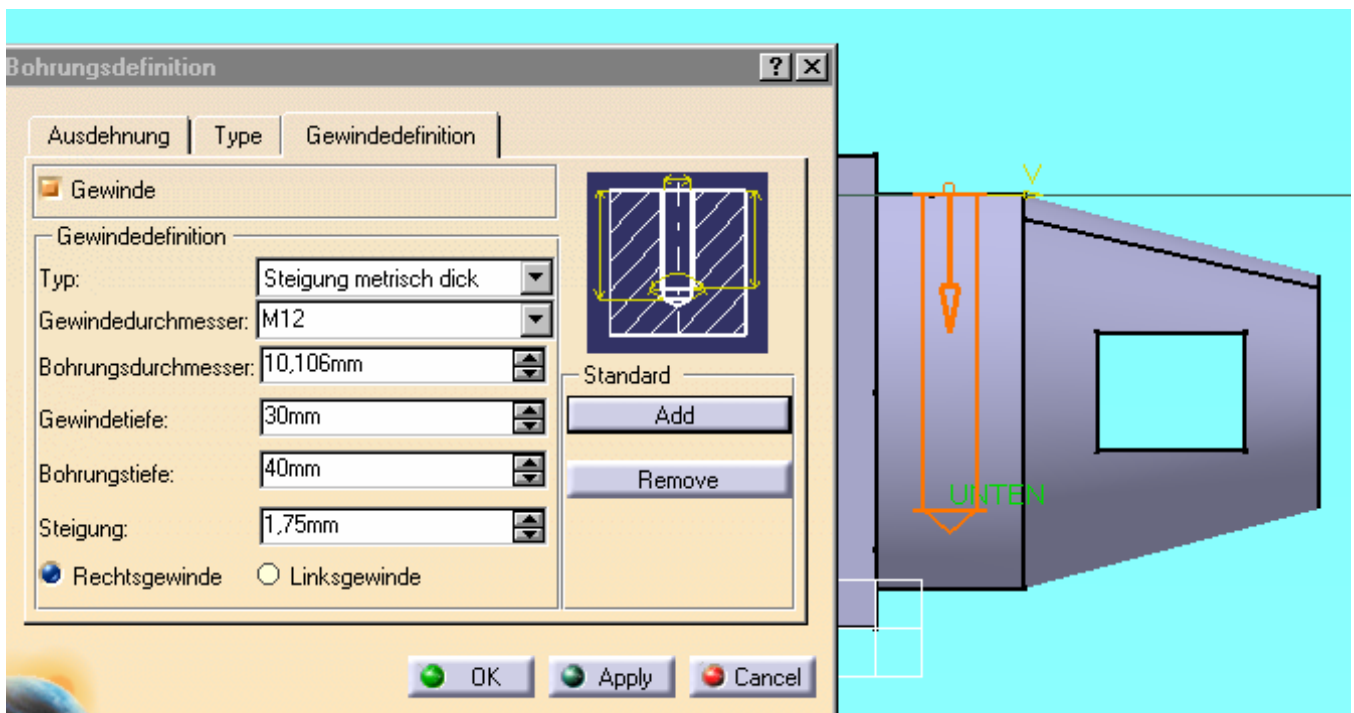 Bohrungsdefinition
Ausdehnung Type Gewindedefinition
Gewinde
Gewindedefinition
Typ: Steigung metrisch dick
Gewindedurchmesser: M12
Bohrungsdurchmesser: 10,106mm
Gewindetiefe: 30mm
Bohrungstiefe: 40mm
Steigung: 1,75mm
Rechtsgewinde Linksgewinde
Standard
Add
Remove
OK Apply Cancel
V
UNTEN